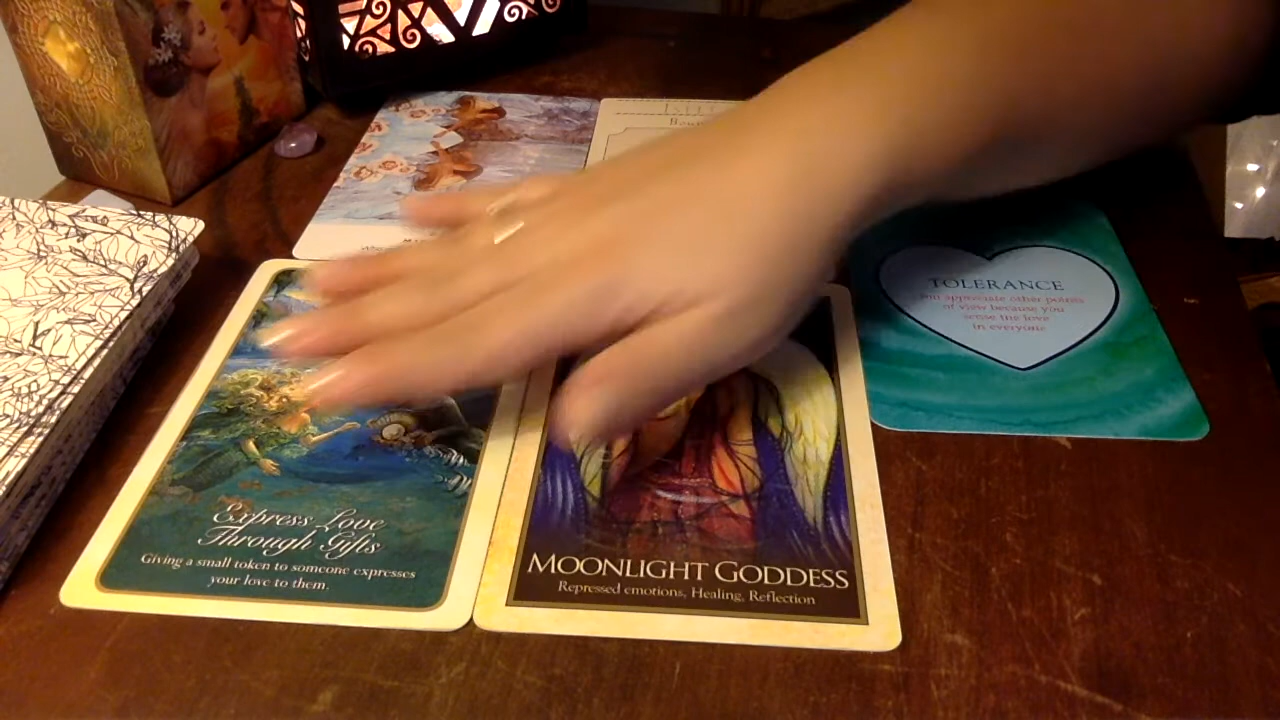 TOLERANCE
You appreciate other points
of view because you
sense the love
in everyone
Express Love
Through Gifts
Giving a small token to someone expresses
your love to them.
MOONLIGHT GODDESS
Repressed emotions, Healing, Reflection